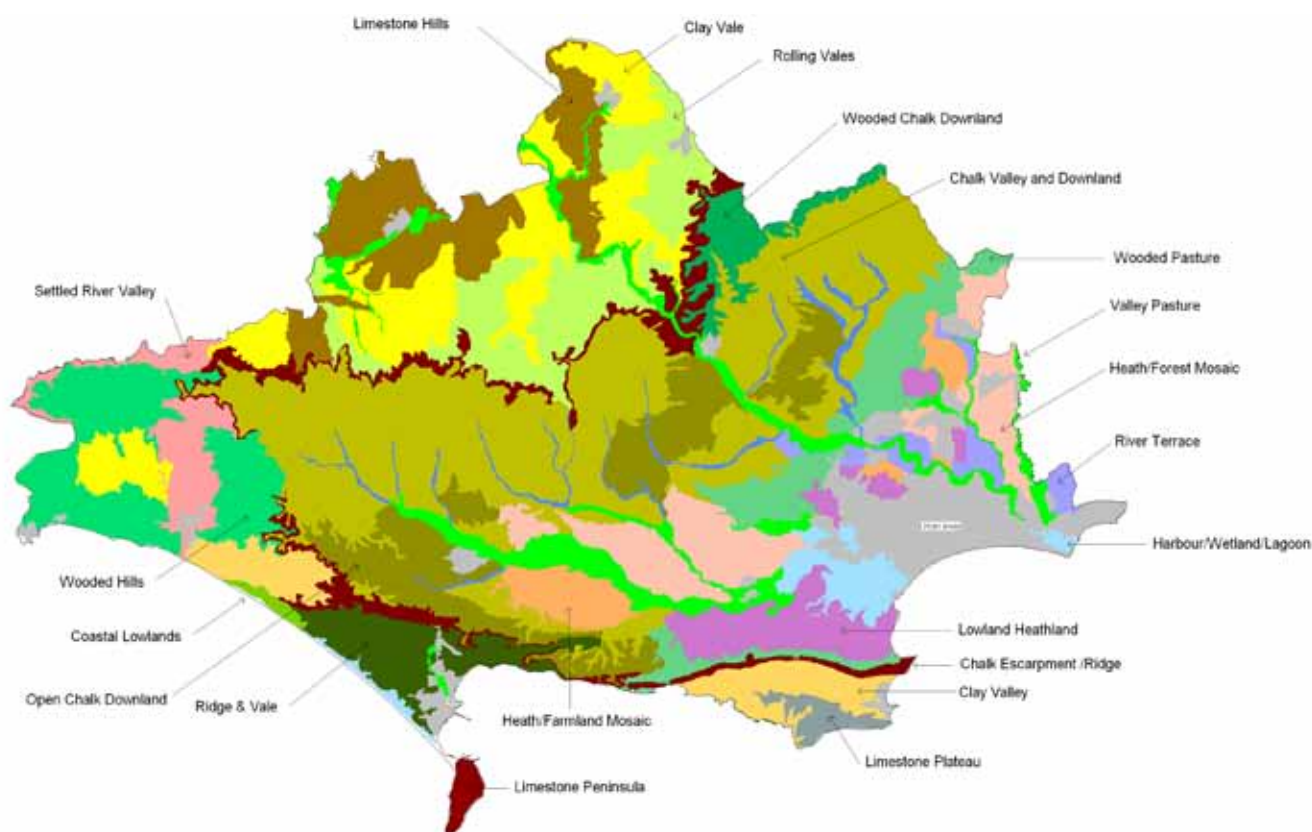 Limestone Hills
Clay Vale
Rolling Vales
Wooded Chalk Downland
Chalk Valley and Downland
Wooded Pasture
Settled River Valley
Valley Pasture
Heath/Forest Mosaic
River Terrace
Harbour/Wetland/Lagoon
Wooded Hills
Coastal Lowlands
Lowland Heathland
Chalk Escarpment /Ridge
Open Chalk Downland
Ridge & Vale
Heath/Farmland Mosaic
Clay Valley
Limestone Plateau
Limestone Peninsula